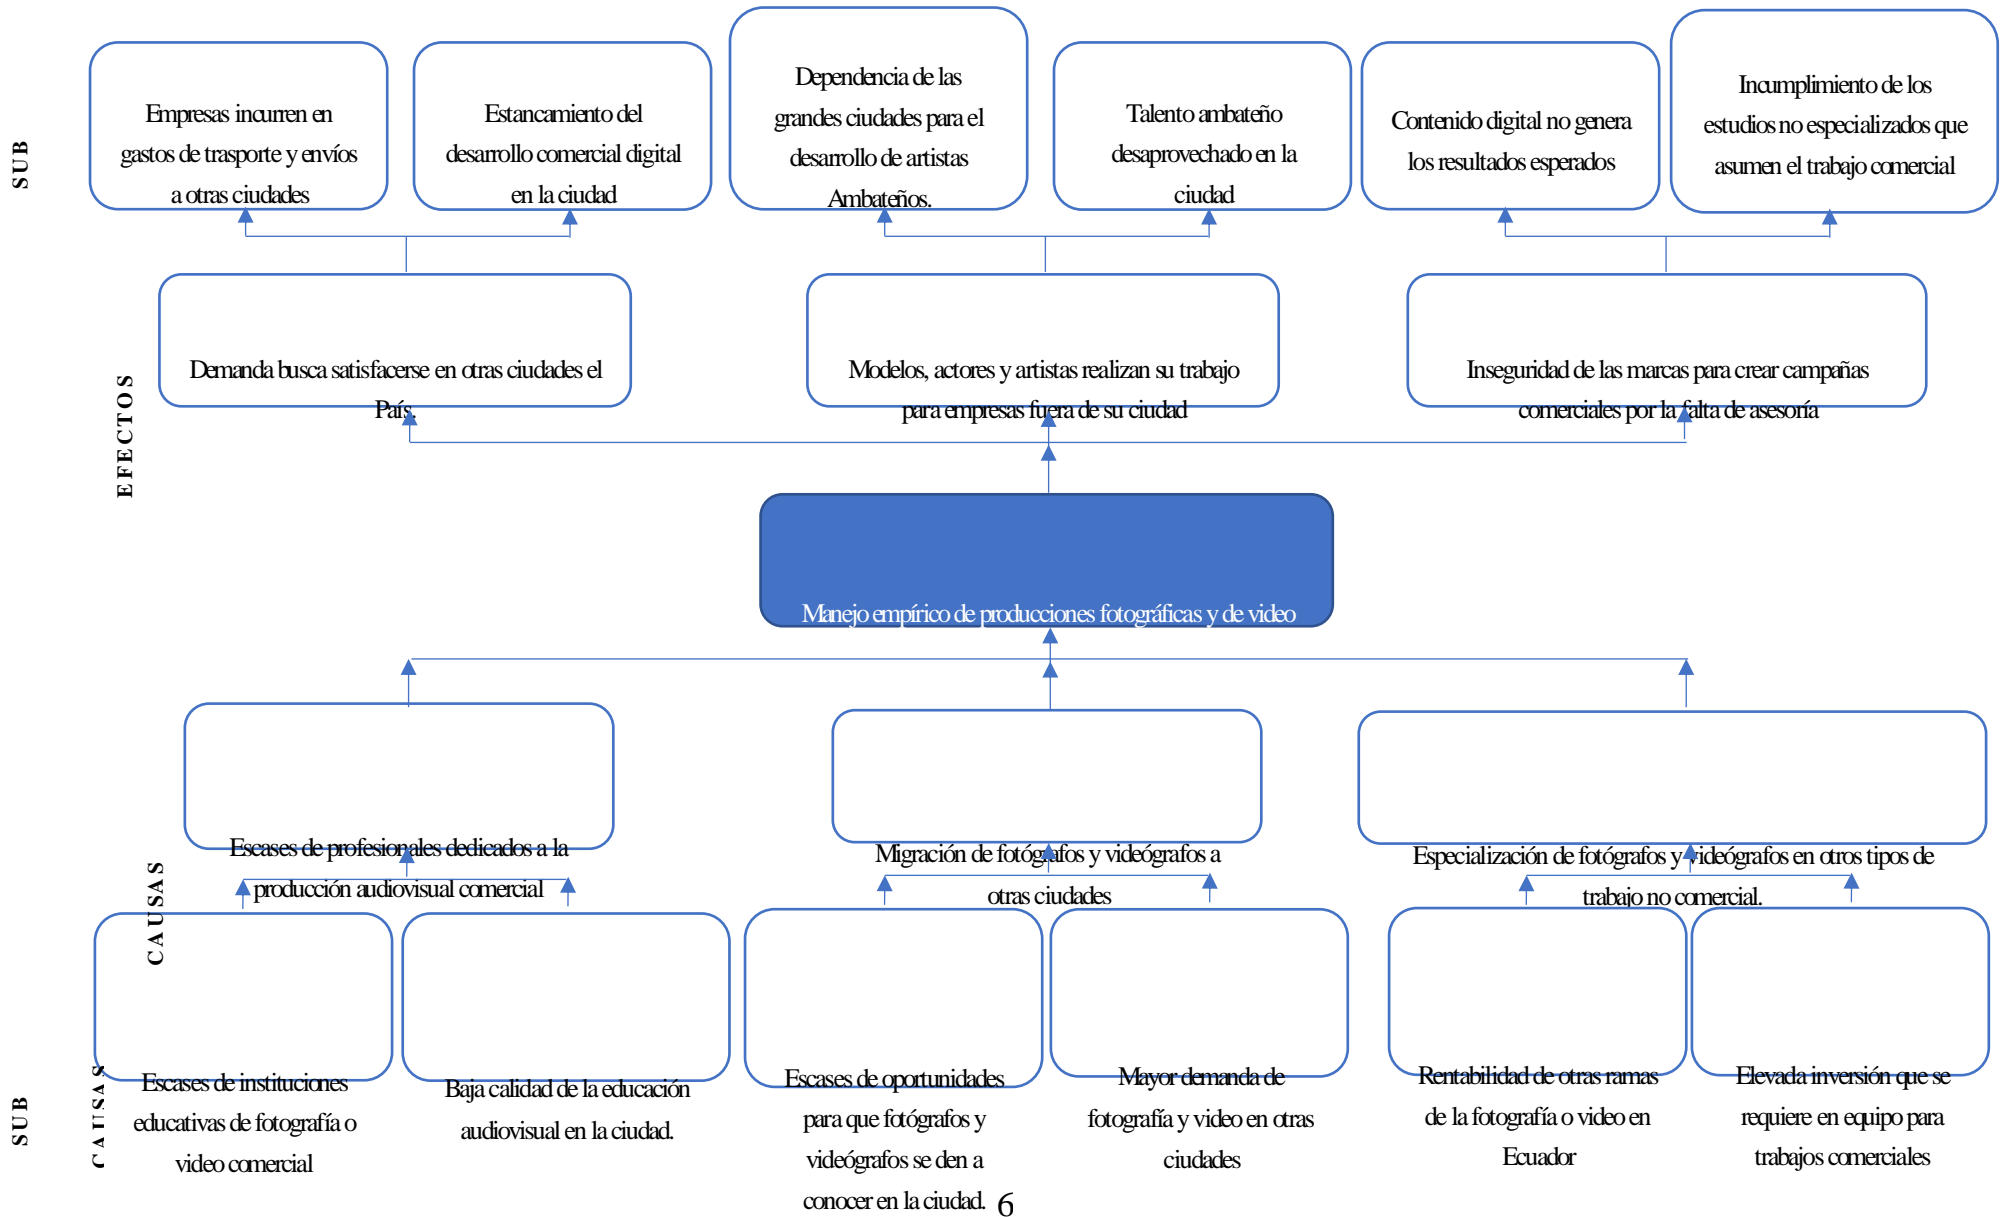 SUB
Empresas incurren en
gastos de trasporte y envíos
a otras ciudades
Estancamiento del
desarrollo comercial digital
en la ciudad
Dependencia de las
grandes ciudades para el
desarrollo de artistas
Ambateños.
Talento ambateño
desaprovechado en la
ciudad
Contenido digital no genera
los resultados esperados
Incumplimiento de los
estudios no especializados que
asumen el trabajo comercial
EFECTOS
Demanda busca satisfacerse en otras ciudades el
País.
Modelos, actores y artistas realizan su trabajo
para empresas fuera de su ciudad
Inseguridad de las marcas para crear campañas
comerciales por la falta de asesoría
Manejo empírico de producciones fotográficas y de video
CAUSAS
Escases de profesionales dedicados a la
producción audiovisual comercial
Migración de fotógrafos y videógrafos a
otras ciudades
Especialización de fotógrafos y videógrafos en otros tipos de
trabajo no comercial.
SUB
CAUSAS
Escases de instituciones
educativas de fotografía o
video comercial
Baja calidad de la educación
audiovisual en la ciudad.
Escases de oportunidades
para que fotógrafos y
videógrafos se den a
conocer en la ciudad.
Mayor demanda de
fotografía y video en otras
ciudades
Rentabilidad de otras ramas
de la fotografía o video en
Ecuador
Elevada inversión que se
requiere en equipo para
trabajos comerciales
6